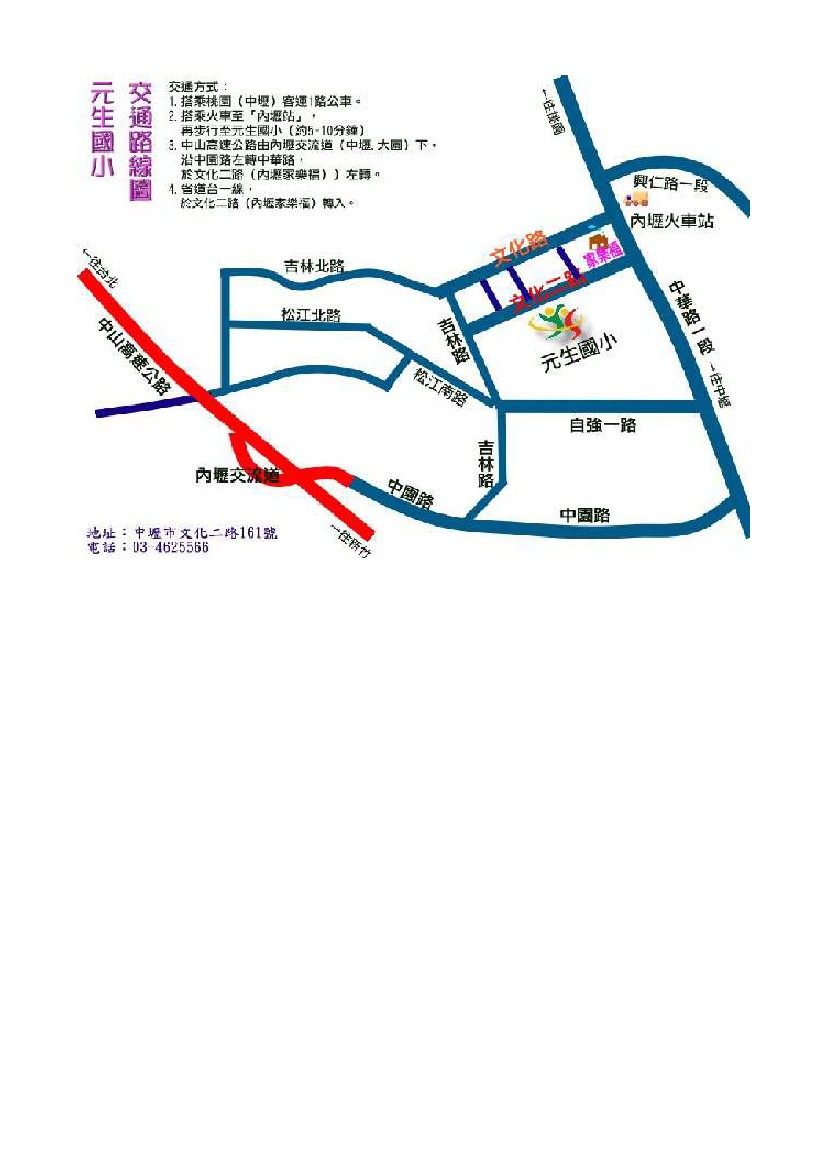 元生國小
交通路線圖
交通方式：
1. 搭乘桃園（中壢）客運1路公車。
2. 搭乘火車至「內壢站」，
再步行至元生國小（約5-10分鐘）
3. 中山高速公路由內壢交流道（中壢.大園）下，
沿中園路左轉中華路，
於文化二路（內壢家樂福））左轉。
4. 省道台一線，
於文化二路（內壢家樂福）轉入。
←往桃園
興仁路一段
內壢火車站
文化路
家樂福
文化二路
吉林北路
←往台北
松江北路
吉林路
中華路一段
元生國小
中山高速公路
松江南路
→往中壢
自強一路
吉林路
內壢交流道
中園路
中園路
→往新竹
地址：中壢市文化二路161號
電話：03-4625566